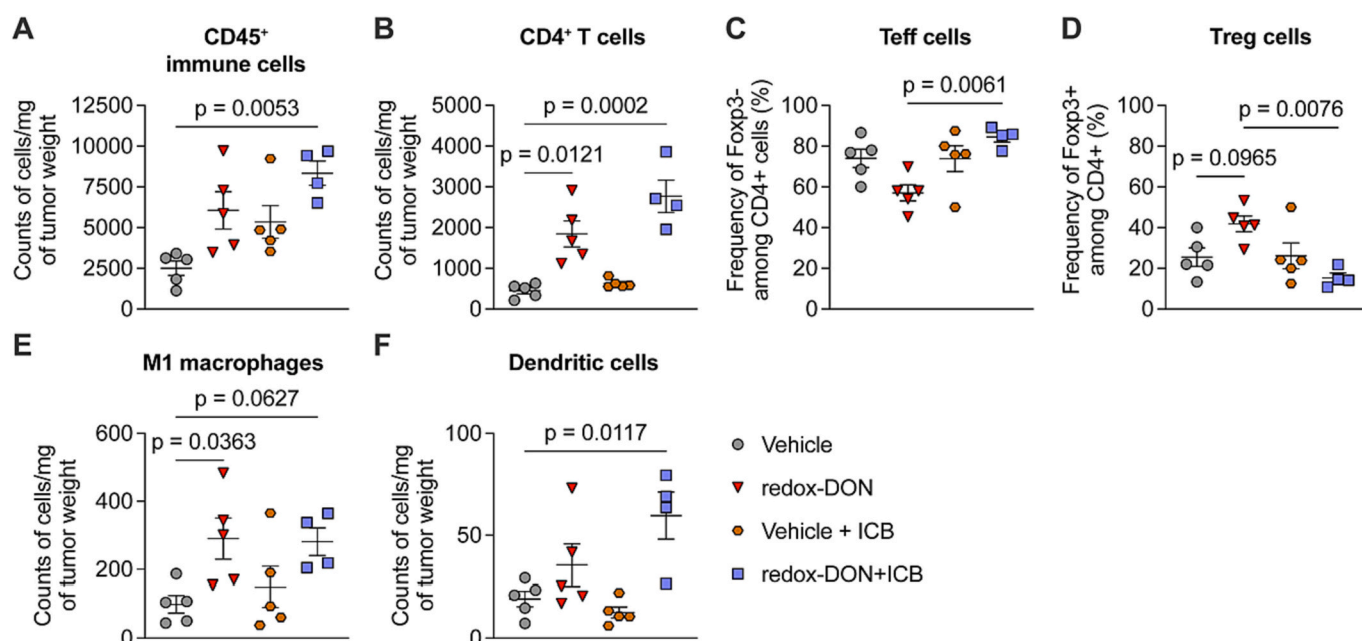 A
CD45+
immune cells
Counts of cells/mg
of tumor weight
12500
10000
7500
5000
2500
0
p = 0.0053
B
CD4+ T cells
Counts of cells/mg
of tumor weight
5000
4000
3000
2000
1000
0
p = 0.0002
p = 0.0121
C
Teff cells
Frequency of Foxp3-
among CD4+ cells (%)
100
80
60
40
20
0
p = 0.0061
D
Treg cells
Frequency of Foxp3+
among CD4+ (%)
100
80
60
40
20
0
p = 0.0076
p = 0.0965
E
M1 macrophages
Counts of cells/mg
of tumor weight
600
400
200
0
p = 0.0627
p = 0.0363
F
Dendritic cells
Counts of cells/mg
of tumor weight
100
50
0
p = 0.0117
Vehicle
redox-DON
Vehicle + ICB
redox-DON+ICB